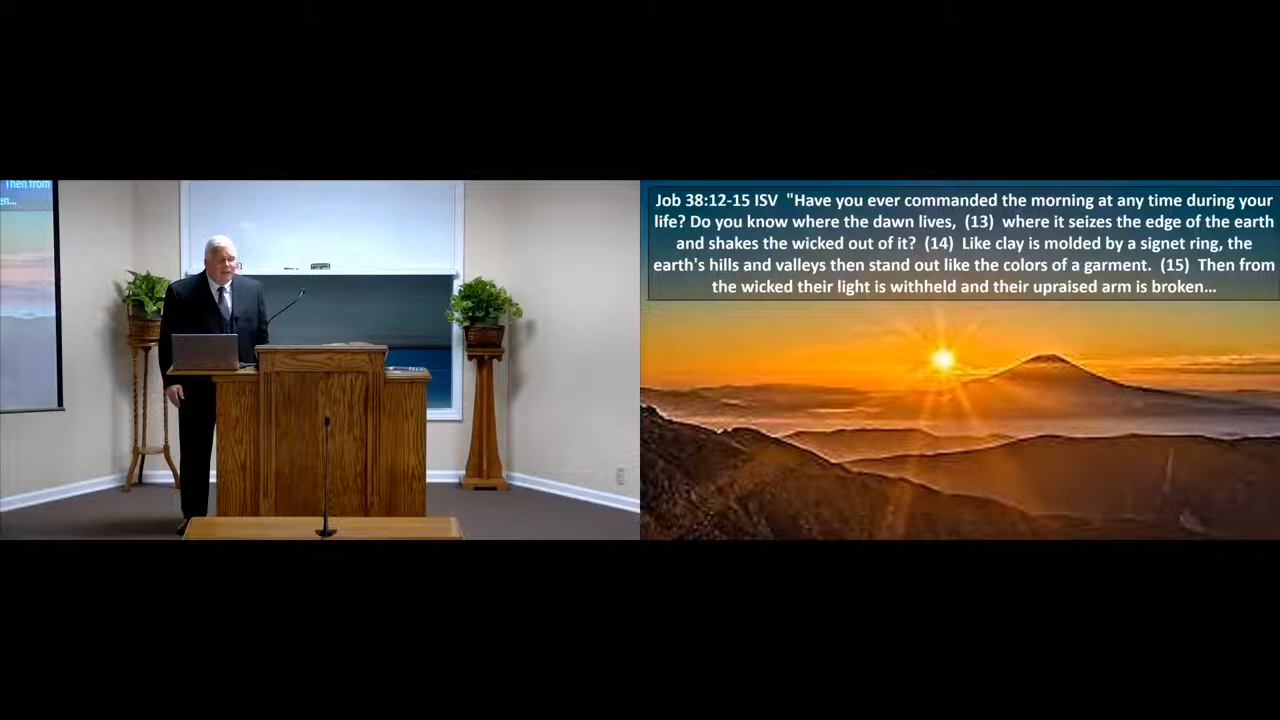 Then from
en...
Job 38:12-15 ISV "Have you ever commanded the morning at any time during your
life? Do you know where the dawn lives, (13) where it seizes the edge of the earth
and shakes the wicked out of it? (14) Like clay is molded by a signet ring, the
earth's hills and valleys then stand out like the colors of a garment. (15) Then from
the wicked their light is withheld and their upraised arm is broken...